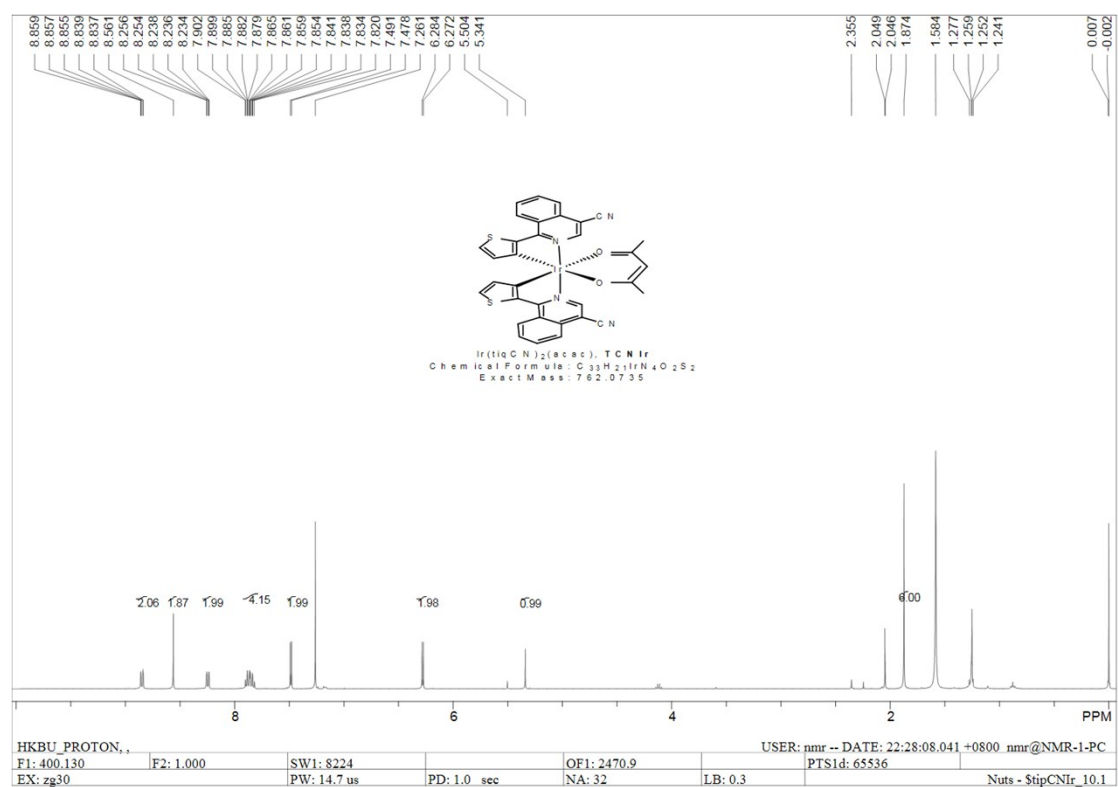 8.859 8.857 8.855 8.839 8.837 8.561 8.256 8.254 8.238 8.236 8.234 7.902 7.899 7.885 7.882 7.879 7.865 7.861 7.859 7.854 7.841 7.838 7.834 7.820 7.491 7.478 7.261 6.284 6.272 5.504 5.341 2.355 2.049 2.046 1.874 1.584 1.277 1.259 1.252 1.241 0.007 -0.002
C N
S N O
Ir
S N O
C N
Ir(tiqCN)2(acac), TCNIr
Chemical Formula: C33H21IrN4O2S2
Exact Mass: 762.0735
2.06 1.87 1.99 4.15 1.99 1.98 0.99 6.00
8 6 4 2 PPM
HKBU_PROTON, , USER: nmr -- DATE: 22:28:08.041 +0800 nmr@NMR-1-PC
F1: 400.130 F2: 1.000 SW1: 8224 OF1: 2470.9 PTS1d: 65536
EX: zg30 PW: 14.7 us PD: 1.0 sec NA: 32 LB: 0.3 Nuts - $tipCNIr_10.1